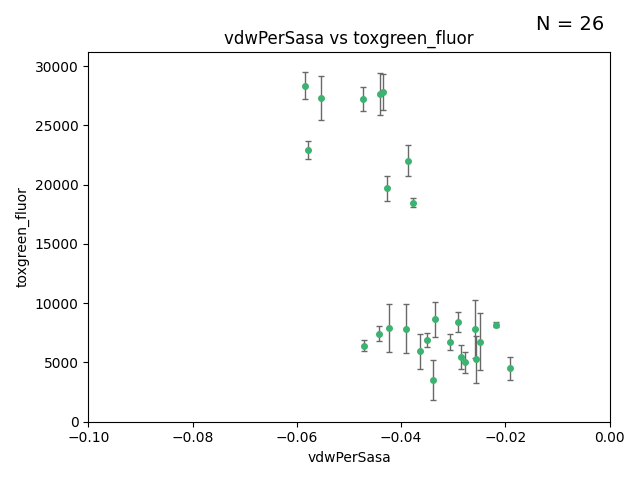 N = 26
vdwPerSasa vs toxgreen_fluor
30000
25000
20000
15000
10000
5000
0
toxgreen_fluor
−0.10 −0.08 −0.06 −0.04 −0.02 0.00
vdwPerSasa